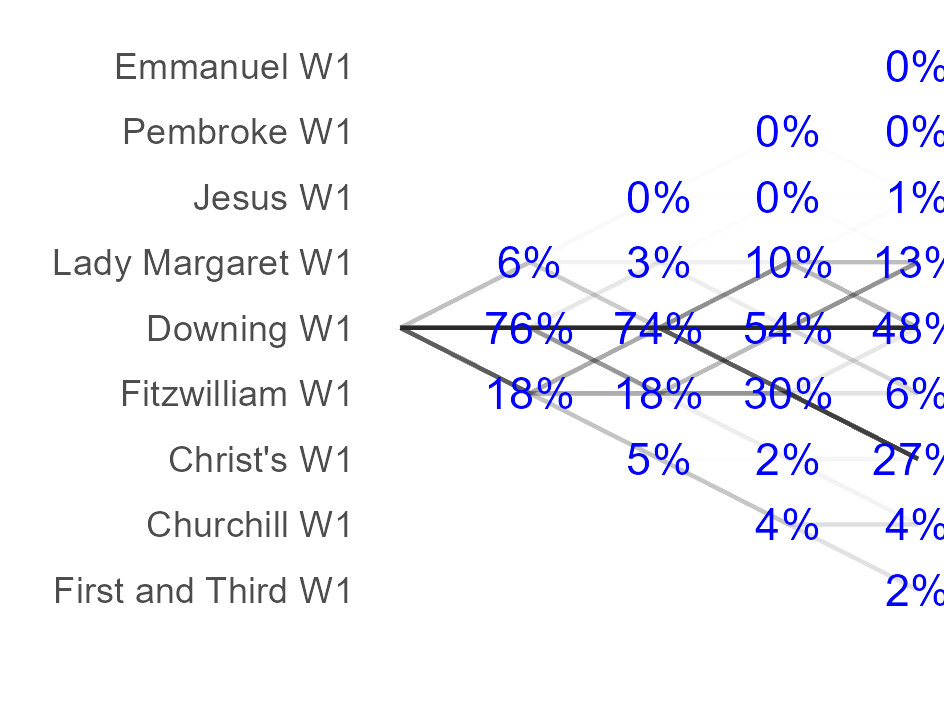 Emmanuel W1 0%
Pembroke W1 0% 0%
Jesus W1 0% 0% 1%
Lady Margaret W1 6% 3% 10% 13%
Downing W1 76% 74% 54% 48%
Fitzwilliam W1 18% 18% 30% 6%
Christ's W1 5% 2% 27%
Churchill W1 4% 4%
First and Third W1 2%